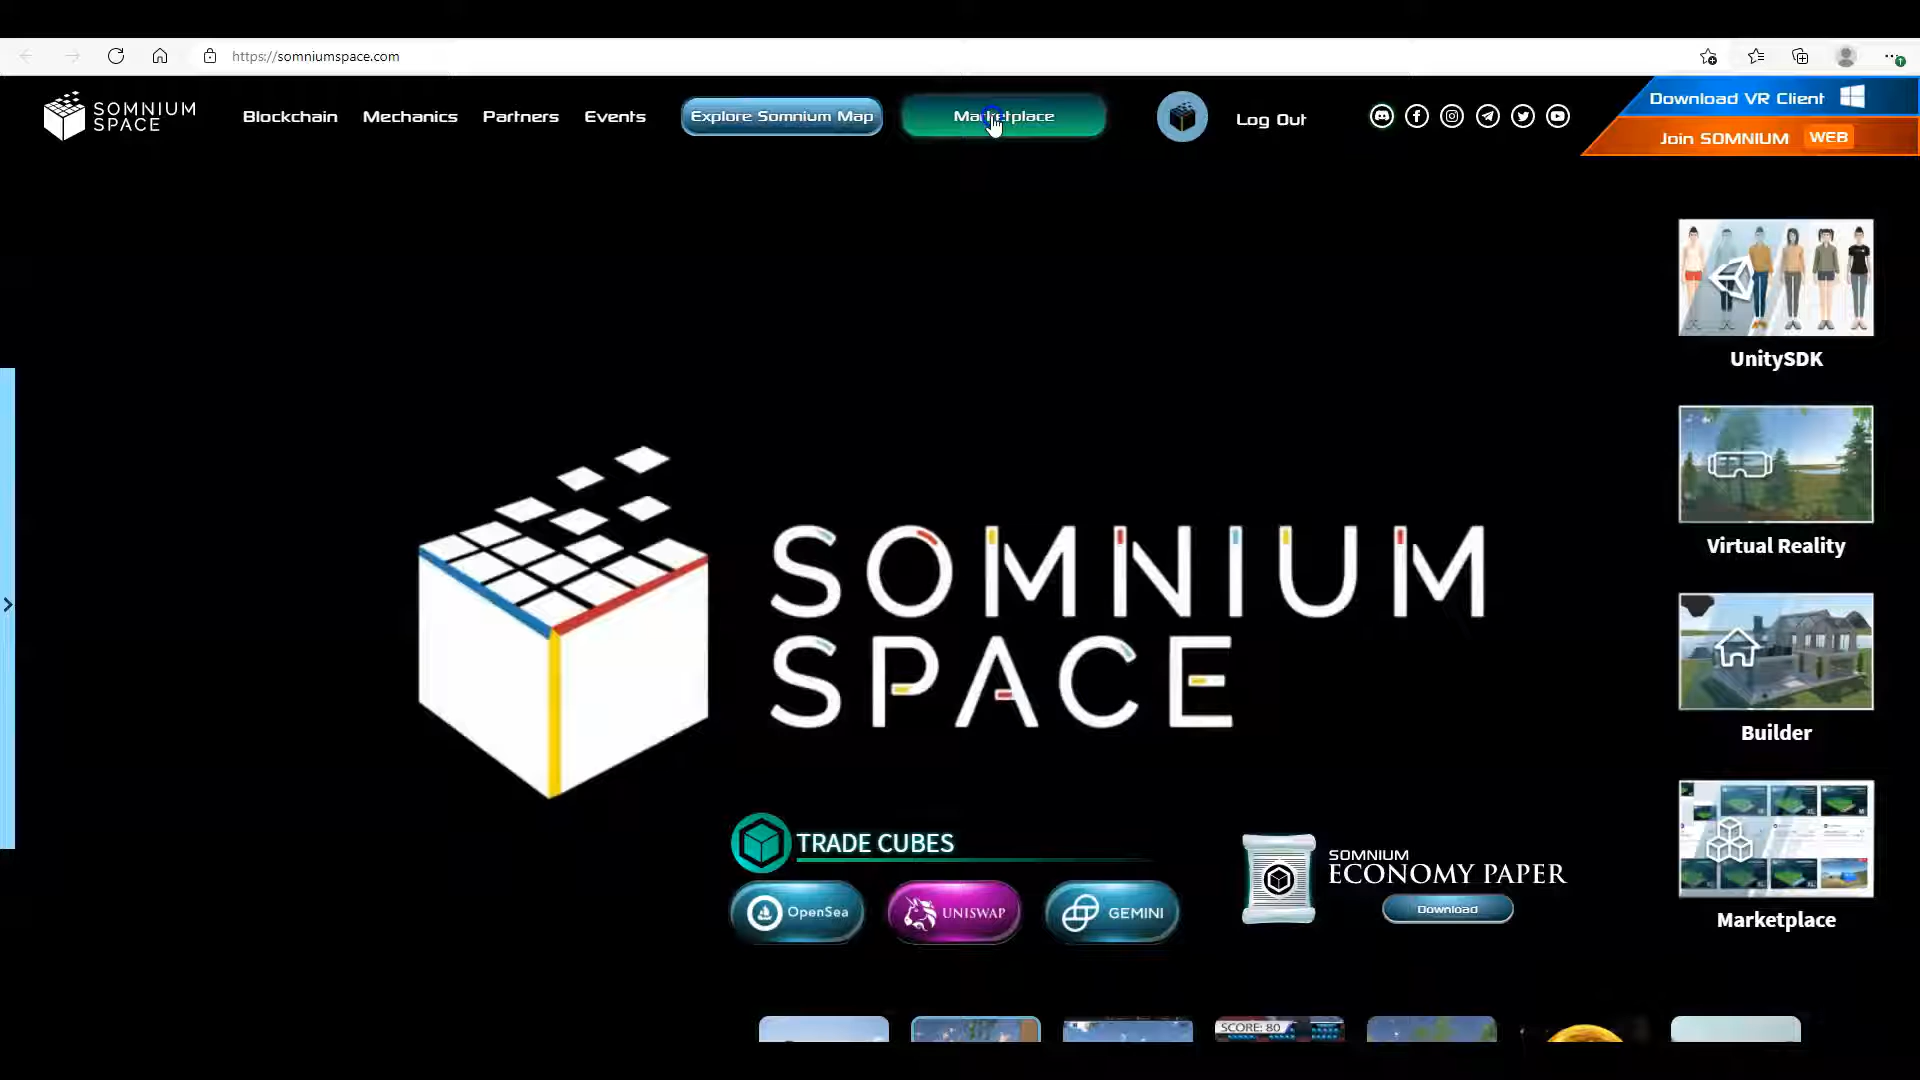 https://somniumspace.com
SOMNIUM
SPACE
Blockchain
Mechanics
Partners
Events
Explore Somnium Map
Marketplace
Log Out
Download VR Client
Join SOMNIUM WEB
UnitySDK
Virtual Reality
Builder
Marketplace
SOMNIUM
SPACE
TRADE CUBES
OpenSea
UNISWAP
GEMINI
SOMNIUM
ECONOMY PAPER
Download
SCORE: 80